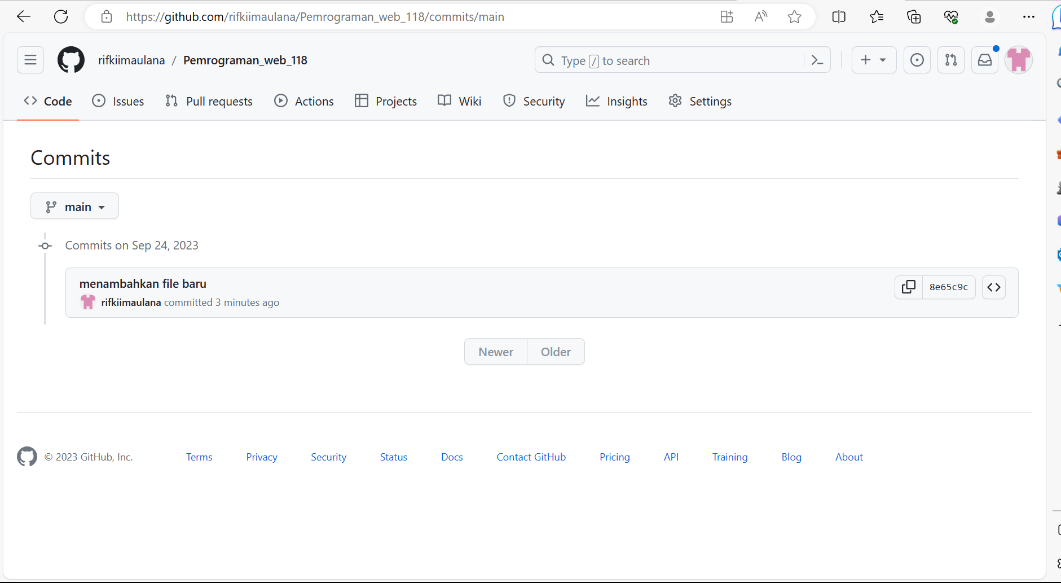 https://github.com/rifkiimaulana/Pemrograman_web_118/commits/main
rifkiimaulana / Pemrograman_web_118
Type / to search
Code Issues Pull requests Actions Projects Wiki Security Insights Settings
Commits
main
Commits on Sep 24, 2023
menambahkan file baru
8e65c9c
rifkiimaulana committed 3 minutes ago
Newer Older
© 2023 GitHub, Inc. Terms Privacy Security Status Docs Contact GitHub Pricing API Training Blog About